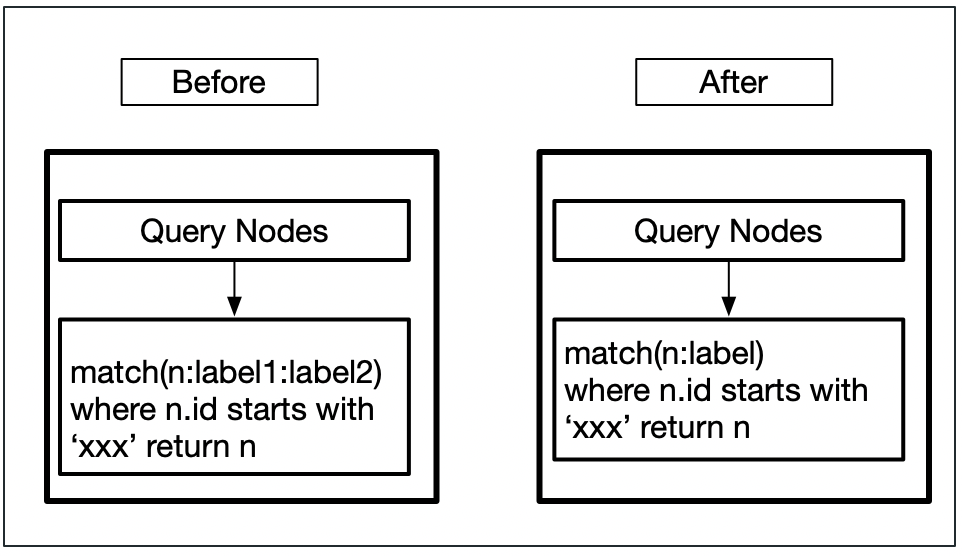 Before
Query Nodes
match(n:label1:label2)
where n.id starts with
‘xxx’ return n
After
Query Nodes
match(n:label)
where n.id starts with
‘xxx’ return n